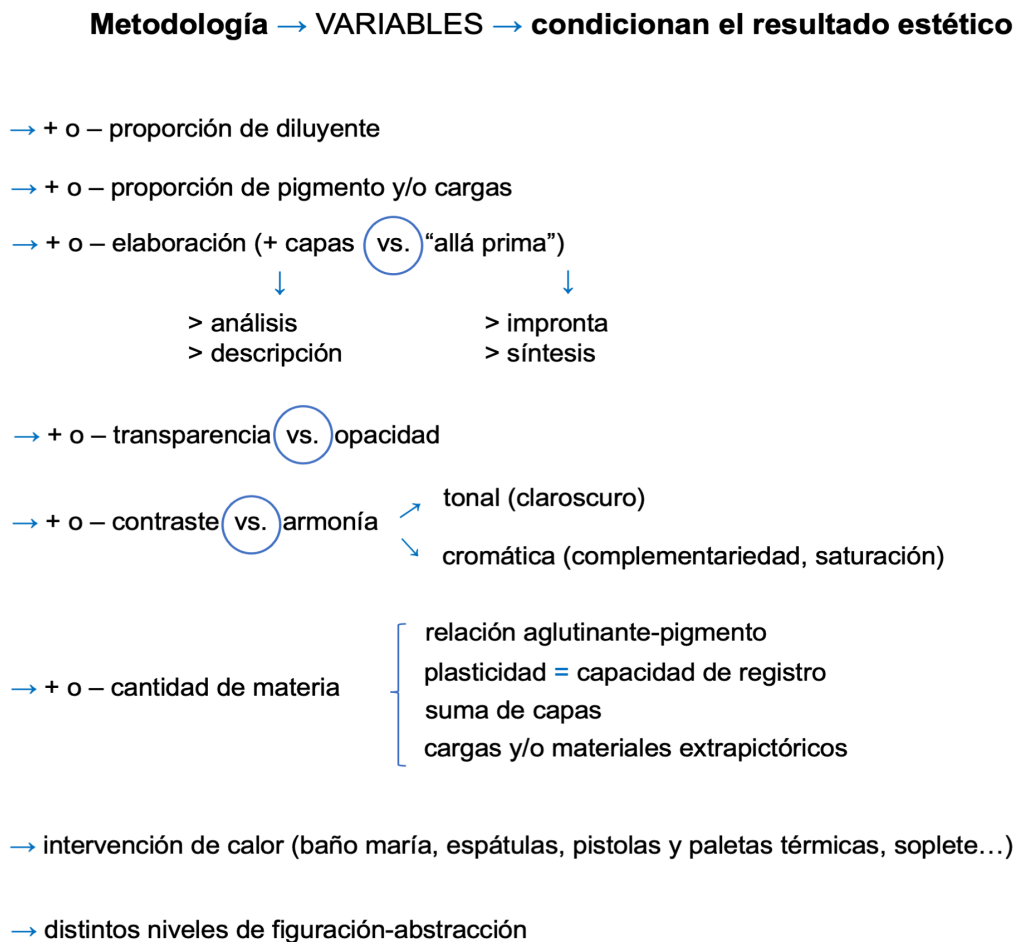 Metodología → VARIABLES → condicionan el resultado estético
→ + o – proporción de diluyente
→ + o – proporción de pigmento y/o cargas
→ + o – elaboración (+ capas vs. “allá prima”)
↓ ↓
> análisis > impronta
> descripción > síntesis
→ + o – transparencia vs. opacidad
→ + o – contraste vs. armonía
↗ tonal (claroscuro)
↘ cromática (complementariedad, saturación)
→ + o – cantidad de materia
relación aglutinante-pigmento
plasticidad = capacidad de registro
suma de capas
cargas y/o materiales extrapictóricos
→ intervención de calor (baño maría, espátulas, pistolas y paletas térmicas, soplete…)
→ distintos niveles de figuración-abstracción